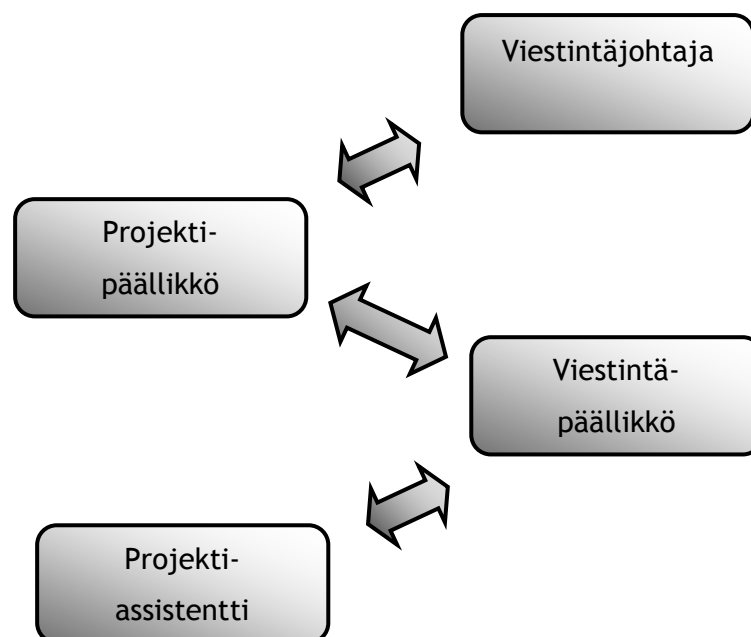 Viestintäjohtaja
Projekti-
päällikkö
Viestintä-
päällikkö
Projekti-
assistentti